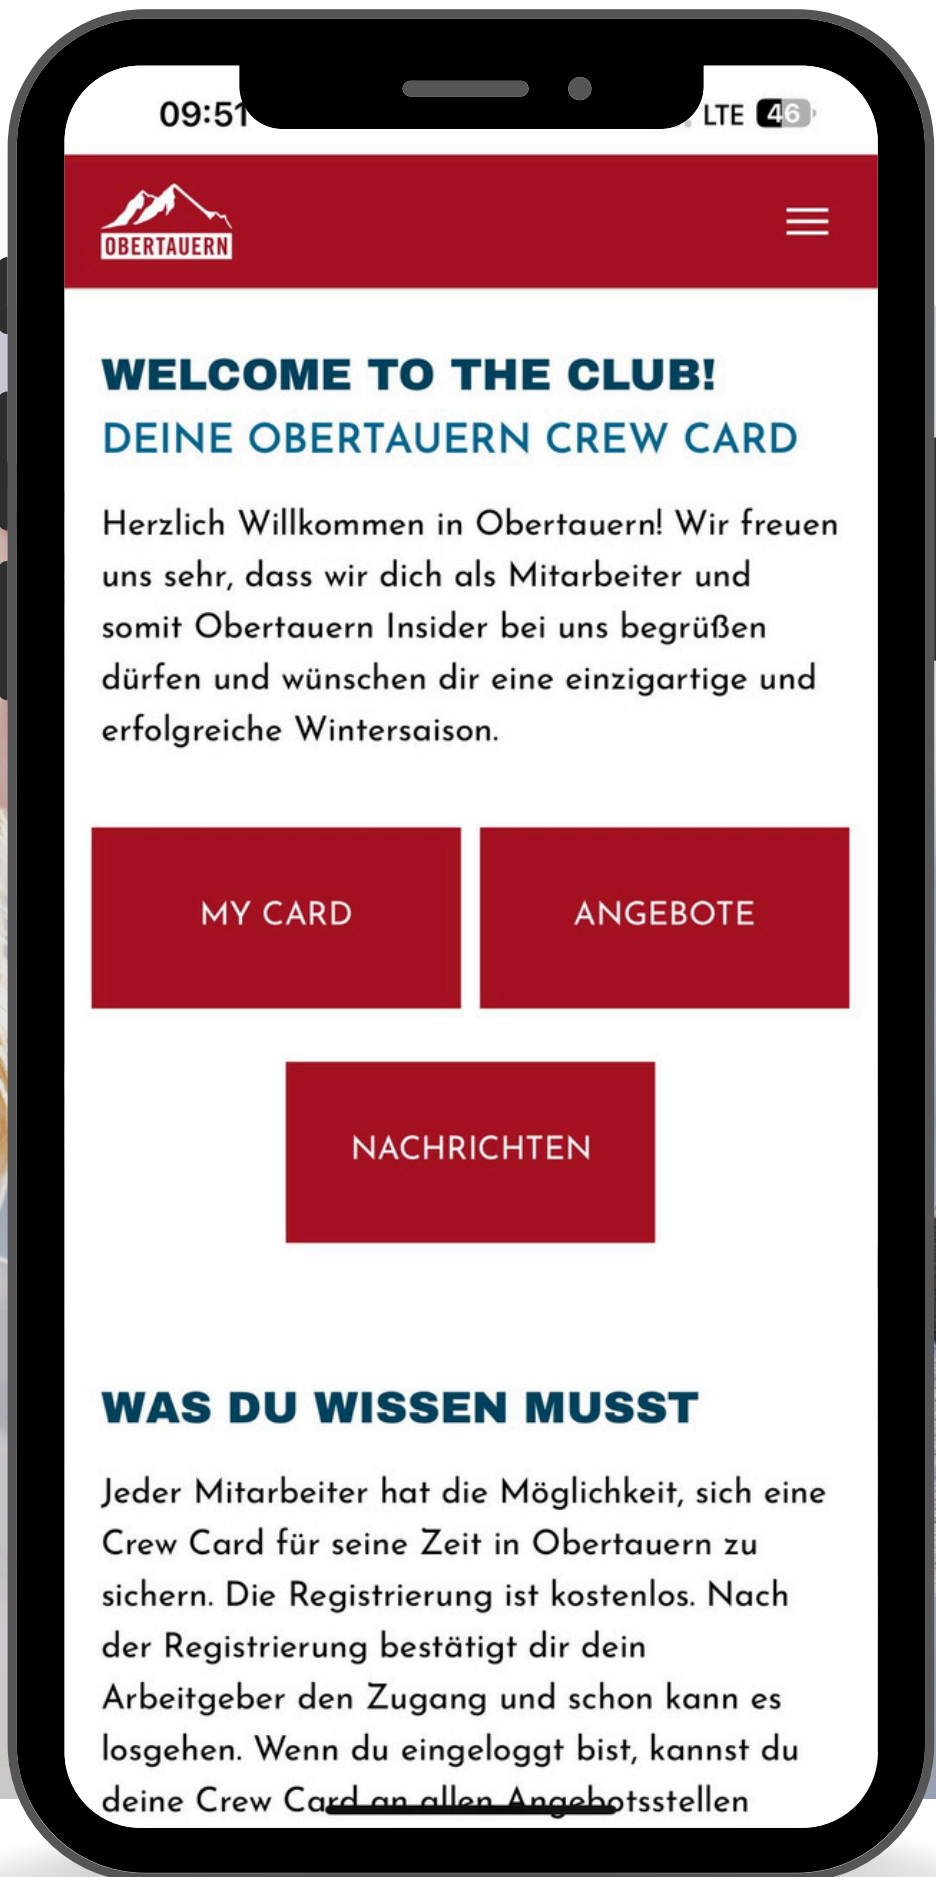 09:51 LTE 46
OBERTAUERN
WELCOME TO THE CLUB!
DEINE OBERTAUERN CREW CARD
Herzlich Willkommen in Obertauern! Wir freuen
uns sehr, dass wir dich als Mitarbeiter und
somit Obertauern Insider bei uns begrüßen
dürfen und wünschen dir eine einzigartige und
erfolgreiche Wintersaison.
MY CARD ANGEBOTE
NACHRICHTEN
WAS DU WISSEN MUSST
Jeder Mitarbeiter hat die Möglichkeit, sich eine
Crew Card für seine Zeit in Obertauern zu
sichern. Die Registrierung ist kostenlos. Nach
der Registrierung bestätigt dir dein
Arbeitgeber den Zugang und schon kann es
losgehen. Wenn du eingeloggt bist, kannst du
deine Crew Card an allen Angebotsstellen